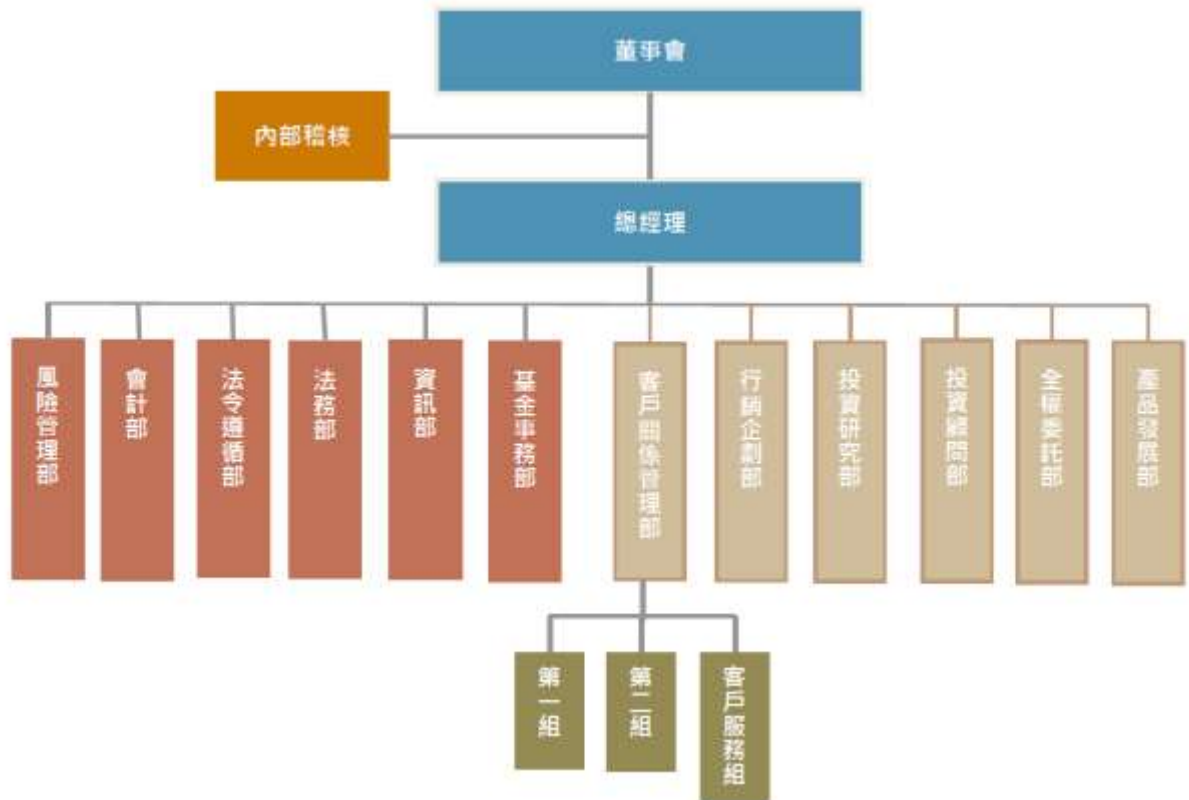 董事會
內部稽核
總經理
風險管理部
會計部
法令遵循部
法務部
資訊部
基金事務部
客戶關係管理部
行銷企劃部
投資研究部
投資顧問部
全權委託部
產品發展部
第一組
第二組
客戶服務組